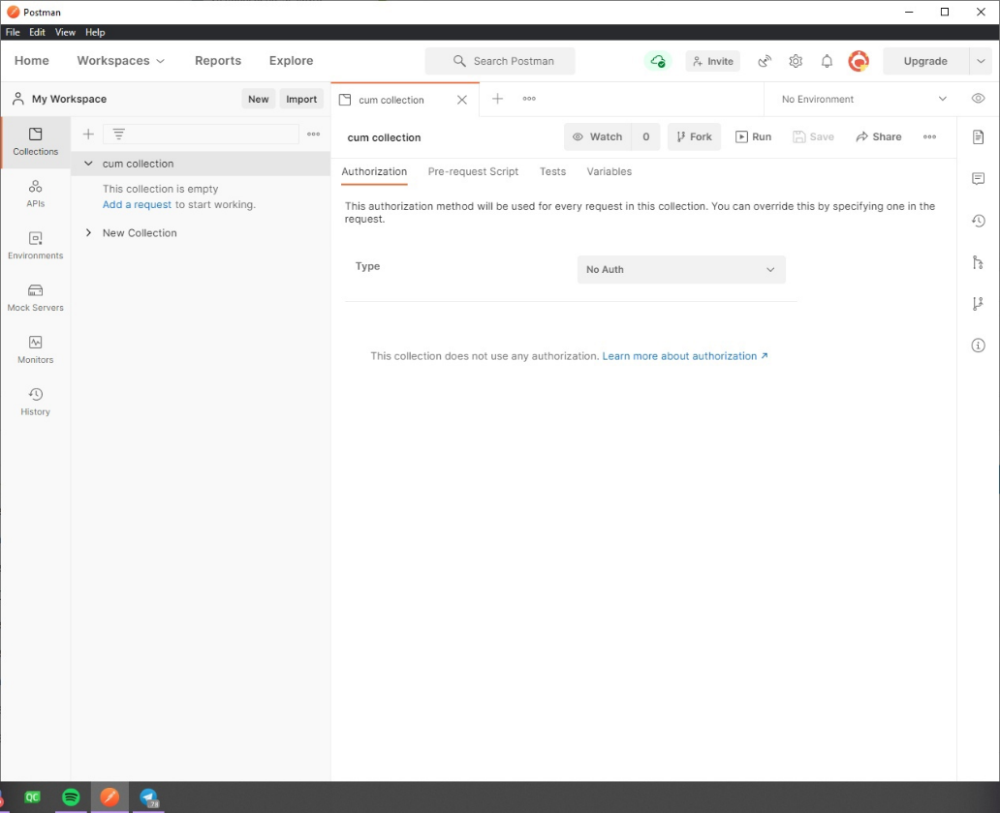 Postman
File Edit View Help
Home Workspaces Reports Explore Search Postman Invite Upgrade
My Workspace New Import cum collection No Environment
Collections
APIs
Environments
Mock Servers
Monitors
History
cum collection
This collection is empty
Add a request to start working.
New Collection
cum collection Watch 0 Fork Run Save Share
Authorization Pre-request Script Tests Variables
This authorization method will be used for every request in this collection. You can override this by specifying one in the
request.
Type No Auth
This collection does not use any authorization. Learn more about authorization ↗
QC 78